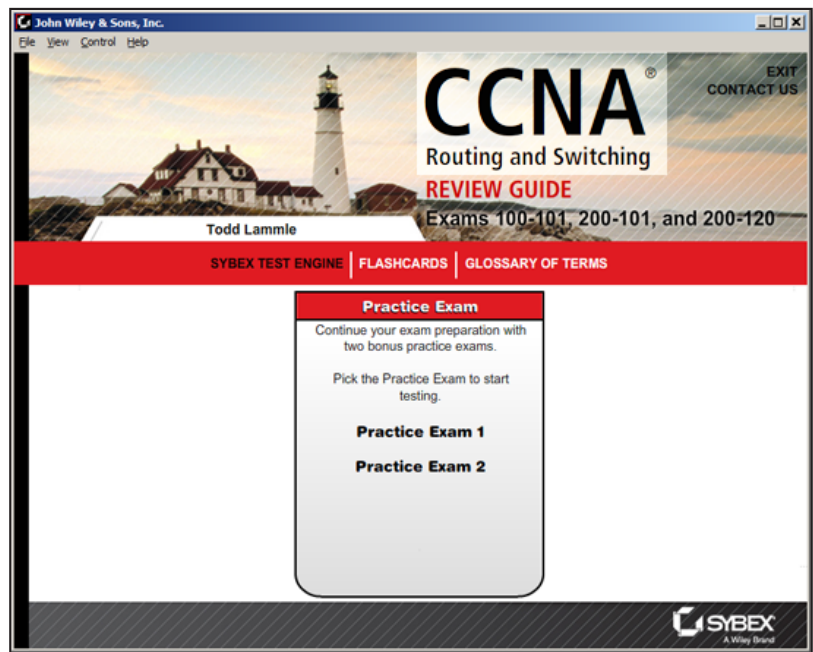 John Wiley & Sons, Inc.
File View Control Help
EXIT
CONTACT US
CCNA®
Routing and Switching
REVIEW GUIDE
Exams 100-101, 200-101, and 200-120
Todd Lammle
SYBEX TEST ENGINE FLASHCARDS GLOSSARY OF TERMS
Practice Exam
Continue your exam preparation with
two bonus practice exams.
Pick the Practice Exam to start
testing.
Practice Exam 1
Practice Exam 2
SYBEX
A Wiley Brand